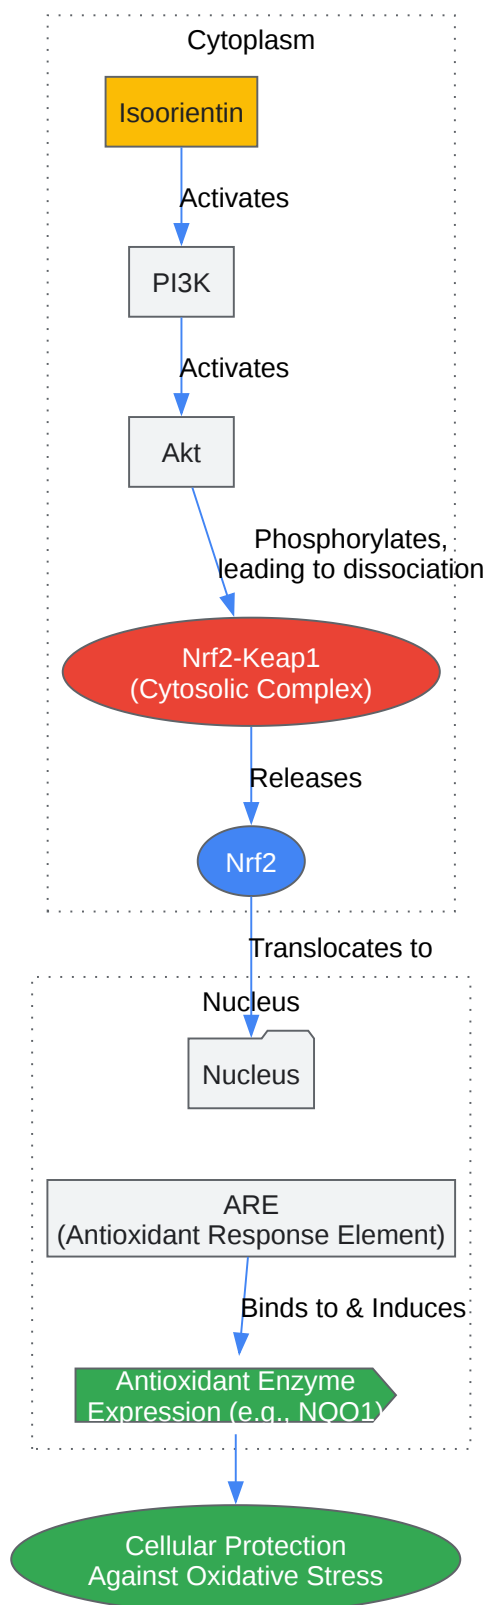 Cytoplasm
Isoorientin
Activates
PI3K
Activates
Akt
Phosphorylates,
leading to dissociation
Nrf2-Keap1
(Cytosolic Complex)
Releases
Nrf2
Translocates to
Nucleus
Nucleus
ARE
(Antioxidant Response Element)
Binds to & Induces
Antioxidant Enzyme
Expression (e.g., NQO1)
Cellular Protection
Against Oxidative Stress